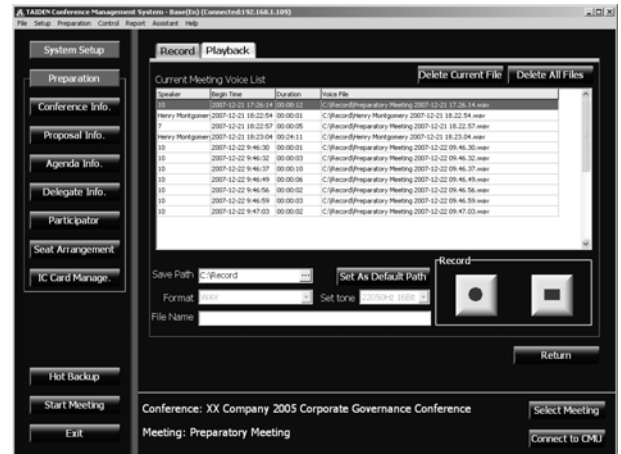 TAIDEN Conference Management System - Base(En) (Connected:192.168.1.109)
File Setup Preparation Control Report Assistant Help
System Setup
Preparation
Conference Info.
Proposal Info.
Agenda Info.
Delegate Info.
Participator
Seat Arrangement
IC Card Manage.
Hot Backup
Start Meeting
Exit
Record Playback
Current Meeting Voice List
Delete Current File Delete All Files
Speaker Begin Time Duration Voice File
10 2007-12-21 17:26:14 00:08:12 C:\Record\Preparatory Meeting 2007-12-21 17.26.14.wav
Henry Montgomery 2007-12-21 18:22:54 00:00:01 C:\Record\Henry Montgomery 2007-12-21 18.22.54.wav
7 2007-12-21 18:22:57 00:00:05 C:\Record\Preparatory Meeting 2007-12-21 18.22.57.wav
Henry Montgomery 2007-12-21 18:23:04 00:24:11 C:\Record\Henry Montgomery 2007-12-21 18.23.04.wav
10 2007-12-22 9:46:30 00:00:01 C:\Record\Preparatory Meeting 2007-12-22 09.46.30.wav
10 2007-12-22 9:46:32 00:00:03 C:\Record\Preparatory Meeting 2007-12-22 09.46.32.wav
10 2007-12-22 9:46:37 00:00:10 C:\Record\Preparatory Meeting 2007-12-22 09.46.37.wav
10 2007-12-22 9:46:49 00:00:06 C:\Record\Preparatory Meeting 2007-12-22 09.46.49.wav
10 2007-12-22 9:46:56 00:00:02 C:\Record\Preparatory Meeting 2007-12-22 09.46.56.wav
10 2007-12-22 9:46:59 00:00:03 C:\Record\Preparatory Meeting 2007-12-22 09.46.59.wav
10 2007-12-22 9:47:03 00:00:02 C:\Record\Preparatory Meeting 2007-12-22 09.47.03.wav
Save Path C:\Record ... Set As Default Path
Format WAV Set tone 22050Hz 16Bit
File Name
Record
Return
Conference: XX Company 2005 Corporate Governance Conference
Meeting: Preparatory Meeting
Select Meeting
Connect to CMU